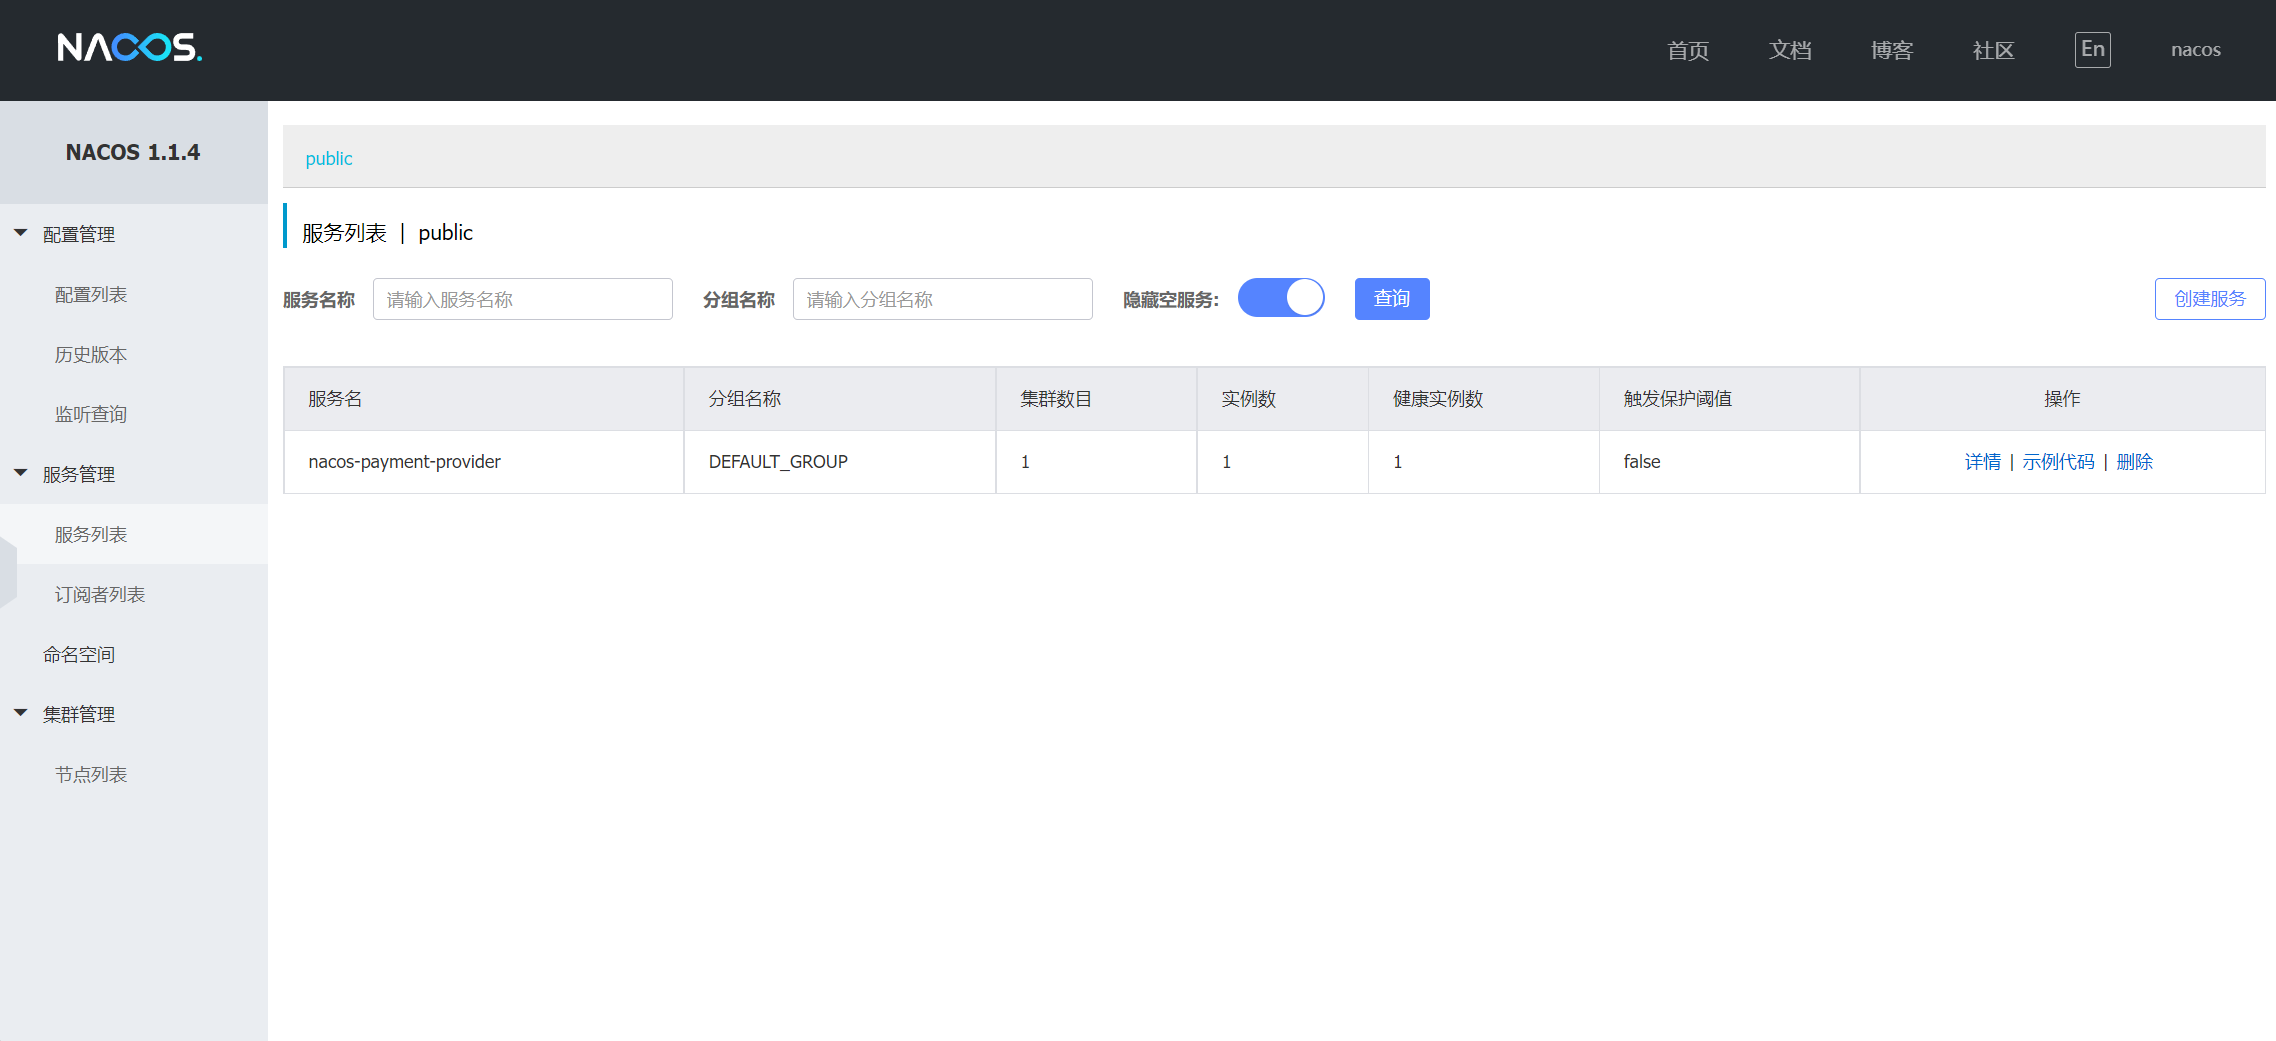 NACOS.
首页 文档 博客 社区 En nacos
NACOS 1.1.4
配置管理
配置列表
历史版本
监听查询
服务管理
服务列表
订阅者列表
命名空间
集群管理
节点列表
public
服务列表 | public
服务名称 请输入服务名称 分组名称 请输入分组名称 隐藏空服务: 查询 创建服务
服务名 分组名称 集群数目 实例数 健康实例数 触发保护阈值 操作
nacos-payment-provider DEFAULT_GROUP 1 1 1 false 详情 | 示例代码 | 删除